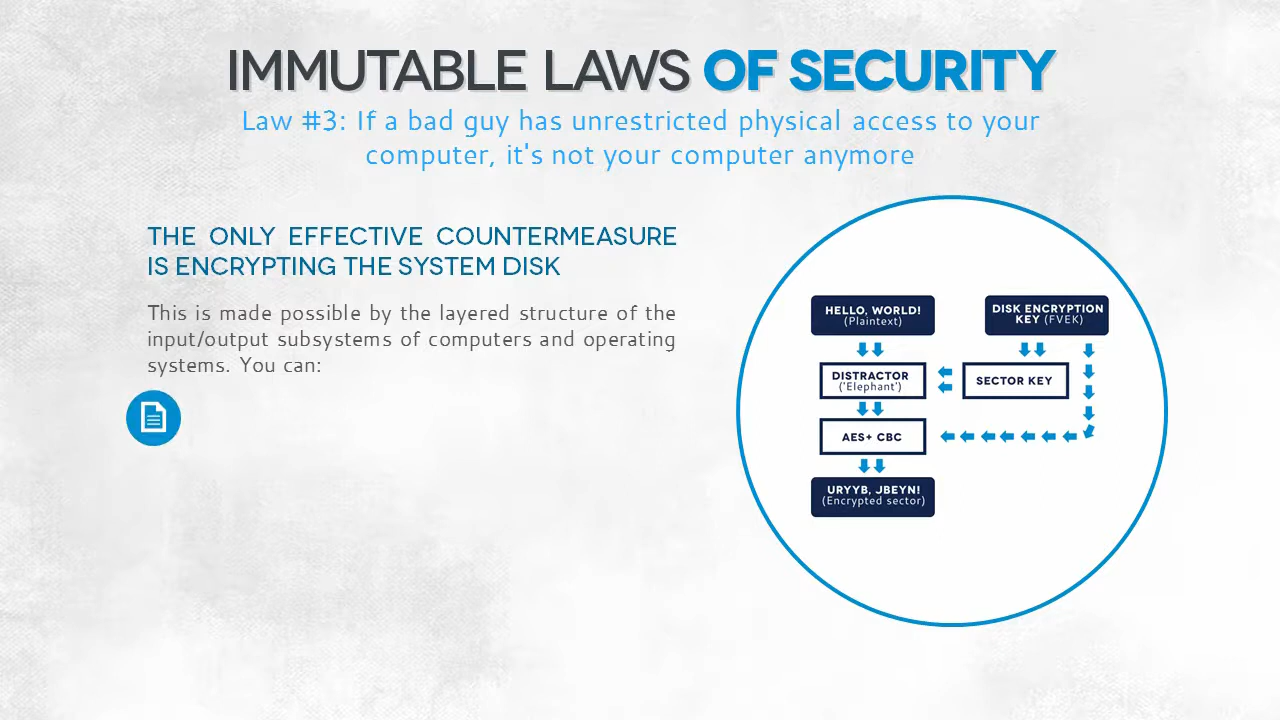 IMMUTABLE LAWS OF SECURITY
Law #3: If a bad guy has unrestricted physical access to your
computer, it's not your computer anymore
THE ONLY EFFECTIVE COUNTERMEASURE
IS ENCRYPTING THE SYSTEM DISK
This is made possible by the layered structure of the
input/output subsystems of computers and operating
systems. You can:
HELLO, WORLD!
(Plaintext)
DISK ENCRYPTION
KEY (FVEK)
DISTRACTOR
('Elephant')
SECTOR KEY
AES+ CBC
URYYB, JBEYN!
(Encrypted sector)